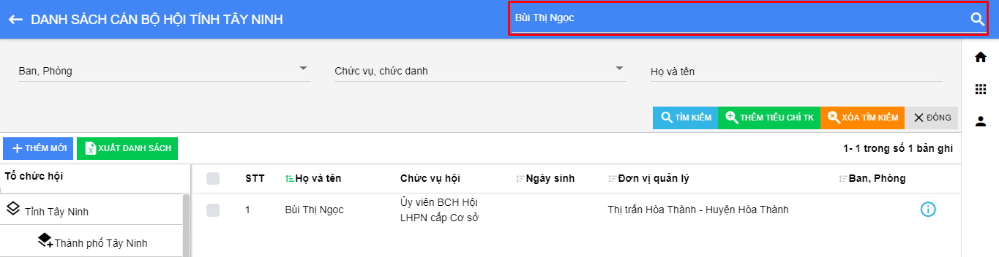 DANH SÁCH CÁN BỘ HỘI TỈNH TÂY NINH
Bùi Thị Ngọc
Ban, Phòng
Chức vụ, chức danh
Họ và tên
TÌM KIẾM
THÊM TIÊU CHÍ TK
XÓA TÌM KIẾM
ĐÓNG
THÊM MỚI
XUẤT DANH SÁCH
1- 1 trong số 1 bản ghi
Tổ chức hội
STT
Họ và tên
Chức vụ hội
Ngày sinh
Đơn vị quản lý
Ban, Phòng
Tỉnh Tây Ninh
1
Bùi Thị Ngọc
Ủy viên BCH Hội
LHPN cấp Cơ sở
Thị trấn Hòa Thành - Huyện Hòa Thành
Thành phố Tây Ninh